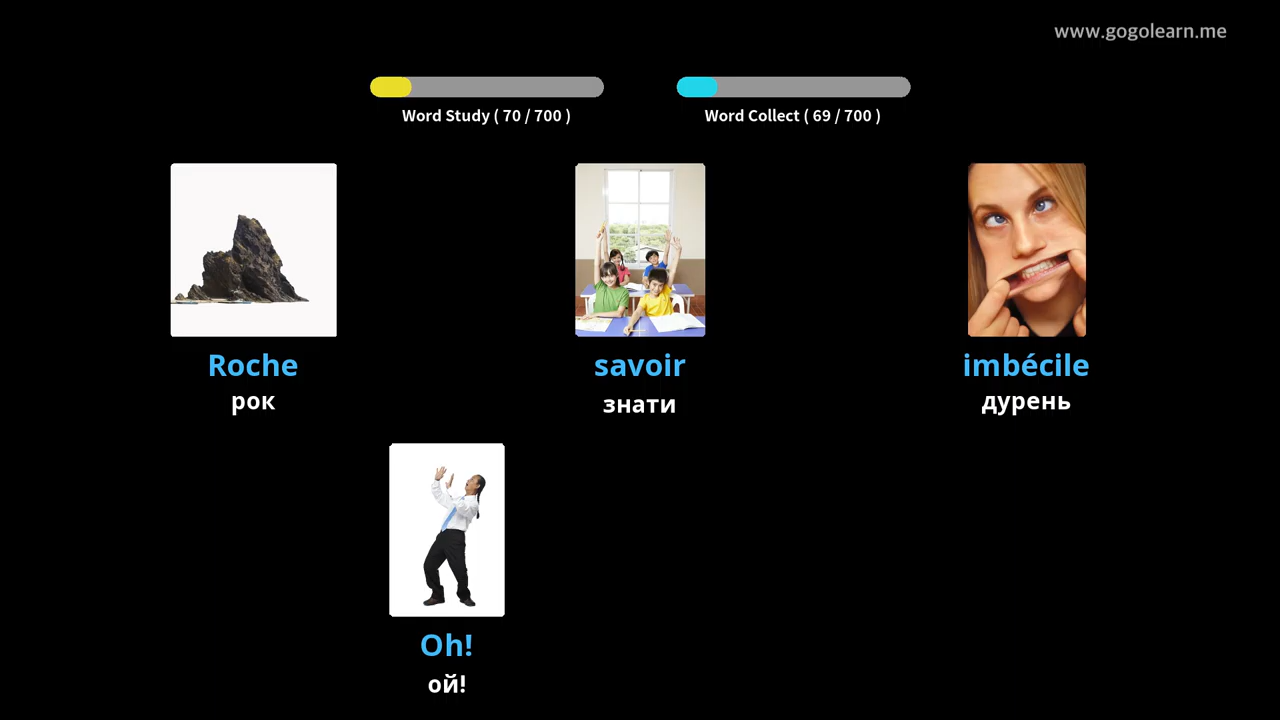 www.gogolearn.me
Word Study ( 70 / 700 )
Word Collect ( 69 / 700 )
Roche
рок
savoir
знати
imbécile
дурень
Oh!
ой!